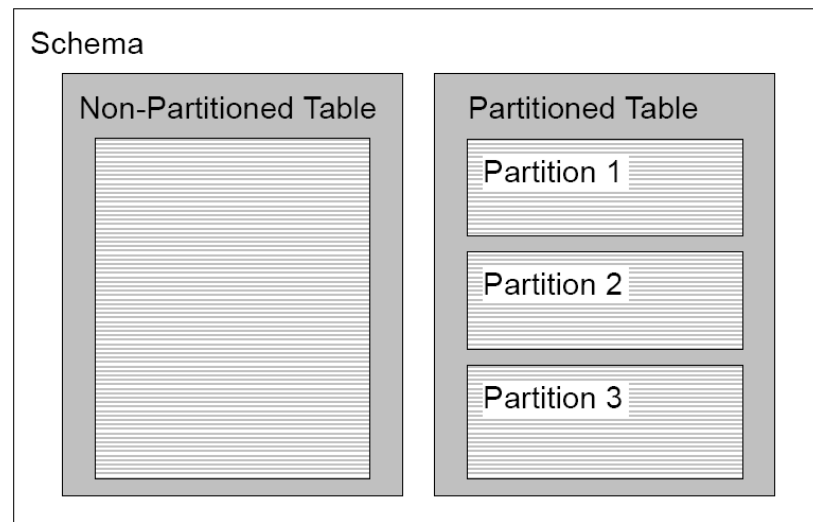 Schema
Non-Partitioned Table
Partitioned Table
Partition 1
Partition 2
Partition 3